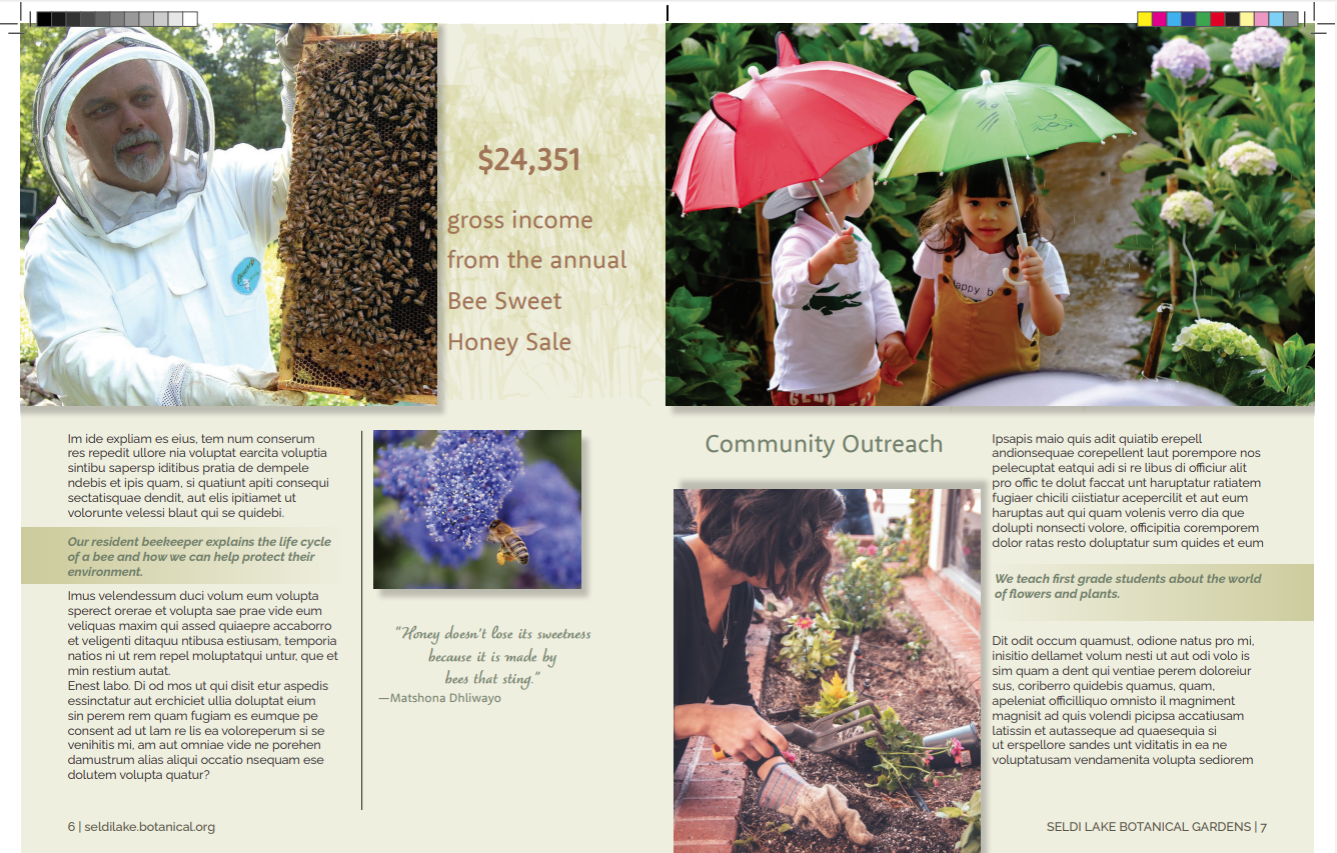 $24,351
gross income
from the annual
Bee Sweet
Honey Sale
Im ide expliam es eius, tem num conserum
res repedit ullore nia voluptat earcita voluptia
sintibu sapersp iditibus pratia de dempele
ndebis et ipis quam, si quatiunt apiti consequi
sectatisquae dendit, aut elis ipitiamet ut
volorunte velessi blaut qui se quidebi.
Our resident beekeeper explains the life cycle
of a bee and how we can help protect their
environment.
Imus velendessum duci volum eum volupta
sperect orerae et volupta sae prae vide eum
veliquas maxim qui assed quiaepre accaborro
et veligenti ditaquu ntibusa estiusam, temporia
natios ni ut rem repel moluptatqui untur, que et
min restium autat.
Enest labo. Di od mos ut qui disit etur aspedis
essinctatur aut erchiciet ullia doluptat eium
sin perem rem quam fugiam es eumque pe
consent ad ut lam re lis ea voloreperum si se
venihitis mi, am aut omniae vide ne porehen
damustrum alias aliqui occatio nsequam ese
dolutem volupta quatur?
"Honey doesn't lose its sweetness
because it is made by
bees that sting."
—Matshona Dhliwayo
6 | seldilake.botanical.org
Community Outreach
Ipsapis maio quis adit quiatib erepell
andionsequae corepellent laut porempore nos
pelecuptat eatqui adi si re libus di officiur alit
pro offic te dolut faccat unt haruptatur ratiatem
fugiaer chicili ciistiatur acepercilit et aut eum
haruptas aut qui quam volenis verro dia que
dolupti nonsecti volore, officipitia coremporem
dolor ratas resto doluptatur sum quides et eum
We teach first grade students about the world
of flowers and plants.
Dit odit occum quamust, odione natus pro mi,
inisitio dellamet volum nesti ut aut odi volo is
sim quam a dent qui ventiae perem doloreiur
sus, coriberro quidebis quamus, quam,
apeleniat officilliquo omnisto il magniment
magnisit ad quis volendi picipsa accatiusam
latissin et autasseque ad quaesequia si
ut erspellore sandes unt viditatis in ea ne
voluptatusam vendamenita volupta sediorem
SELDI LAKE BOTANICAL GARDENS | 7